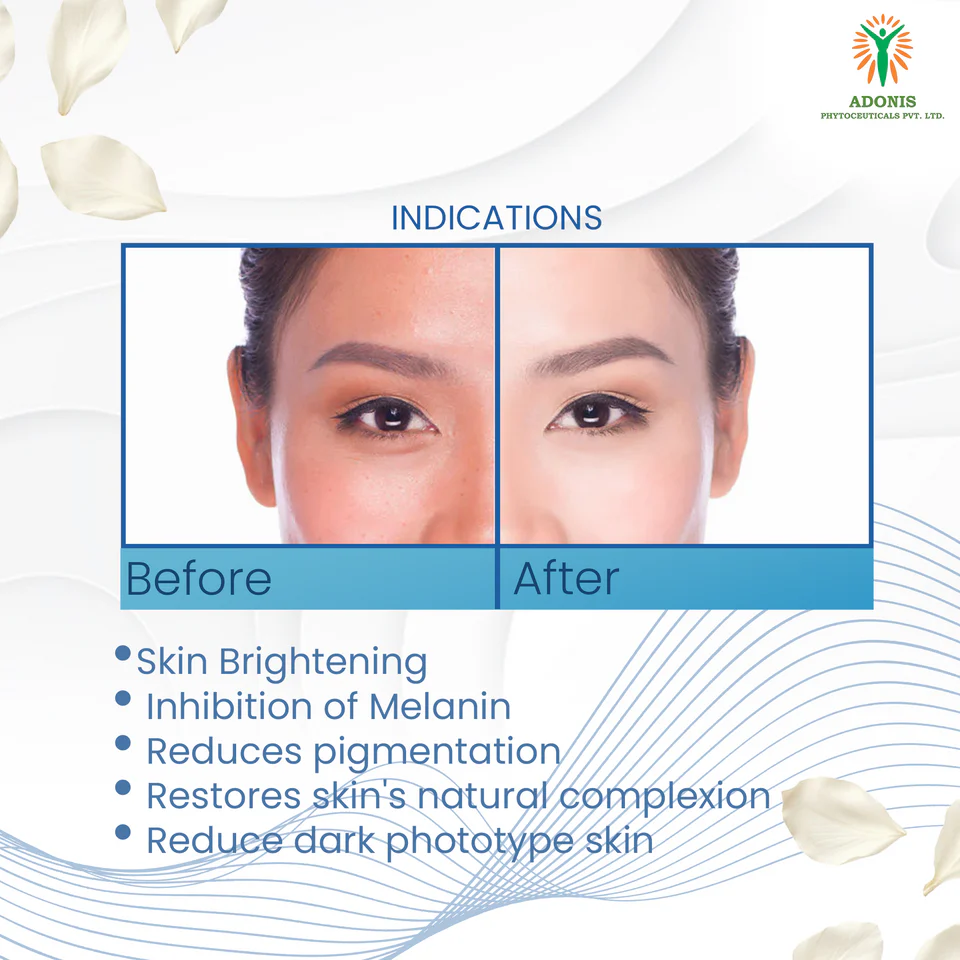 ADONIS
PHYTOCEUTICALS PVT. LTD.
INDICATIONS
Before
After
• Skin Brightening
• Inhibition of Melanin
• Reduces pigmentation
• Restores skin's natural complexion
• Reduce dark phototype skin